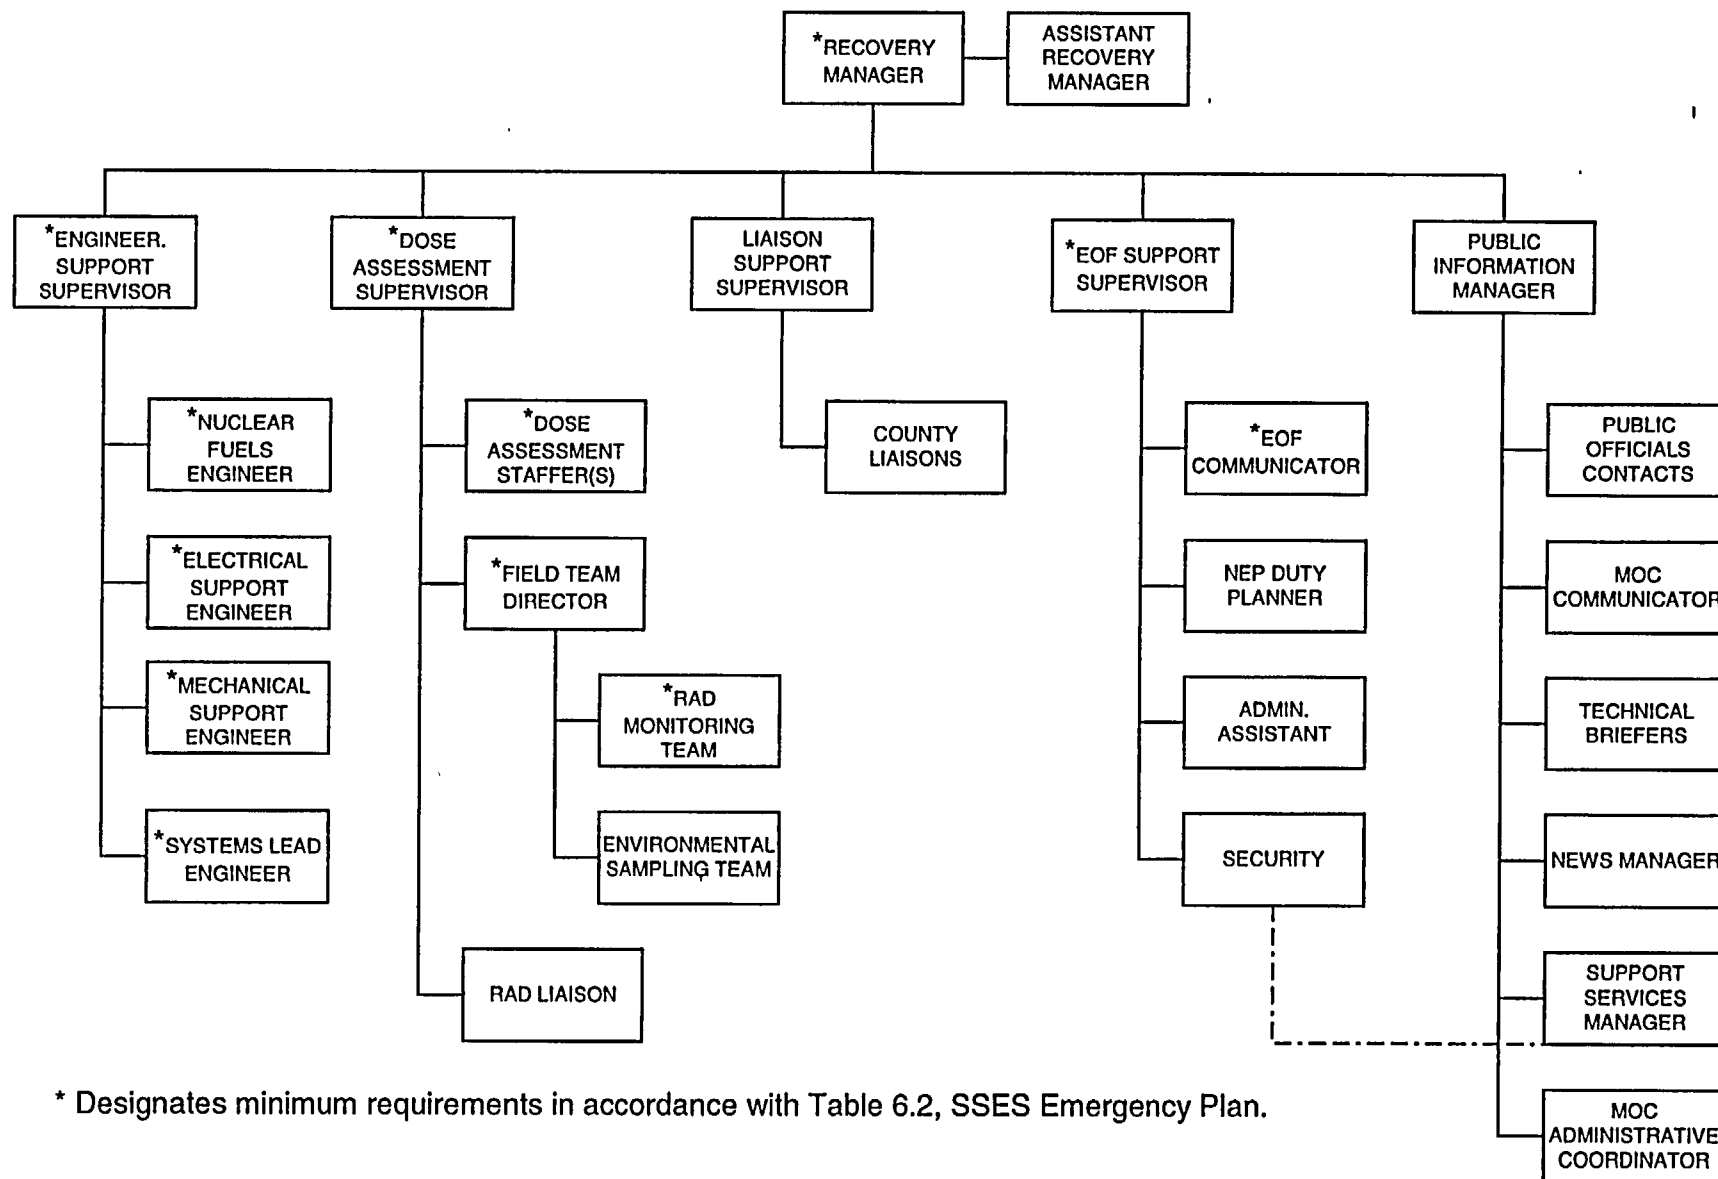 *RECOVERY
MANAGER
ASSISTANT
RECOVERY
MANAGER
*ENGINEER.
SUPPORT
SUPERVISOR
*DOSE
ASSESSMENT
SUPERVISOR
LIAISON
SUPPORT
SUPERVISOR
*EOF SUPPORT
SUPERVISOR
PUBLIC
INFORMATION
MANAGER
*NUCLEAR
FUELS
ENGINEER
*ELECTRICAL
SUPPORT
ENGINEER
*MECHANICAL
SUPPORT
ENGINEER
*SYSTEMS LEAD
ENGINEER
*DOSE
ASSESSMENT
STAFFER(S)
*FIELD TEAM
DIRECTOR
*RAD
MONITORING
TEAM
ENVIRONMENTAL
SAMPLING TEAM
RAD LIAISON
COUNTY
LIAISONS
*EOF
COMMUNICATOR
NEP DUTY
PLANNER
ADMIN.
ASSISTANT
SECURITY
PUBLIC
OFFICIALS
CONTACTS
MOC
COMMUNICATOR
TECHNICAL
BRIEFERS
NEWS MANAGER
SUPPORT
SERVICES
MANAGER
MOC
ADMINISTRATIVE
COORDINATOR
* Designates minimum requirements in accordance with Table 6.2, SSES Emergency Plan.